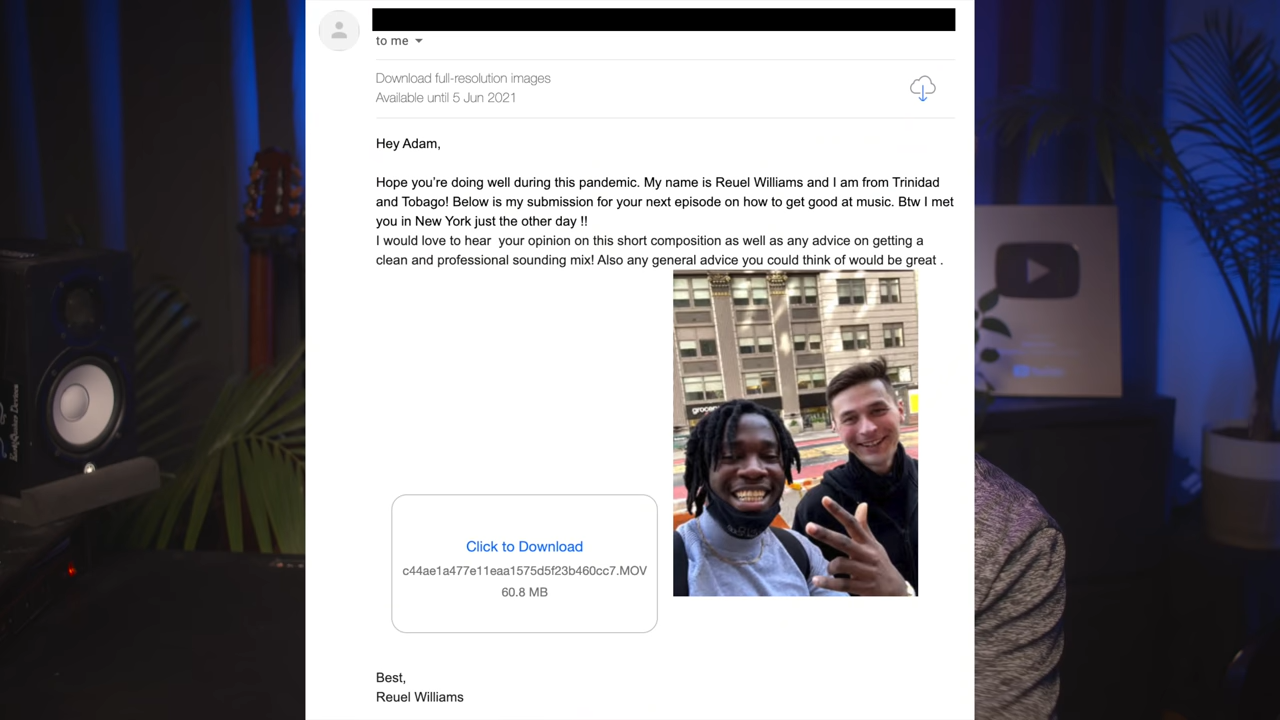 to me
Download full-resolution images
Available until 5 Jun 2021
Hey Adam,
Hope you're doing well during this pandemic. My name is Reuel Williams and I am from Trinidad
and Tobago! Below is my submission for your next episode on how to get good at music. Btw I met
you in New York just the other day !!
I would love to hear  your opinion on this short composition as well as any advice on getting a
clean and professional sounding mix! Also any general advice you could think of would be great .
Click to Download
c44ae1a477e11eaa1575d5f23b460cc7.MOV
60.8 MB
Best,
Reuel Williams